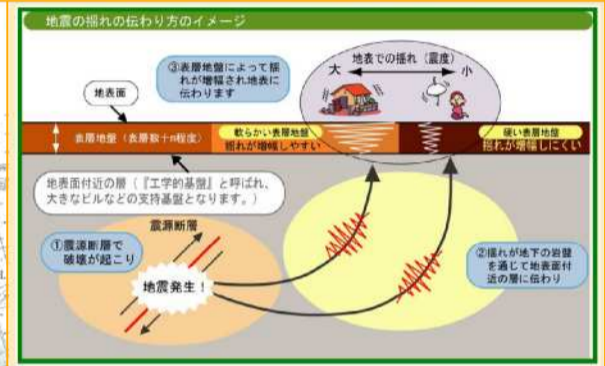 地震の揺れの伝わり方のイメージ
③表層地盤によって揺
れが増幅され地表に
伝わります
地表での揺れ（震度）
大
小
地表面
表層地盤（表層数十m程度）
軟らかい表層地盤
揺れが増幅しやすい
硬い表層地盤
揺れが増幅しにくい
地表面付近の層（『工学的基盤』と呼ばれ、
大きなビルなどの支持基盤となります。）
震源断層
①震源断層で
破壊が起こり
地震発生！
②揺れが地下の岩盤
を通じて地表面付
近の層に伝わり